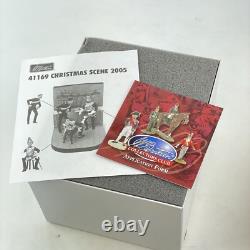 41169 CHRISTMAS SCENE 2005
COLLECTORS CLUB
APPLICATION FORM